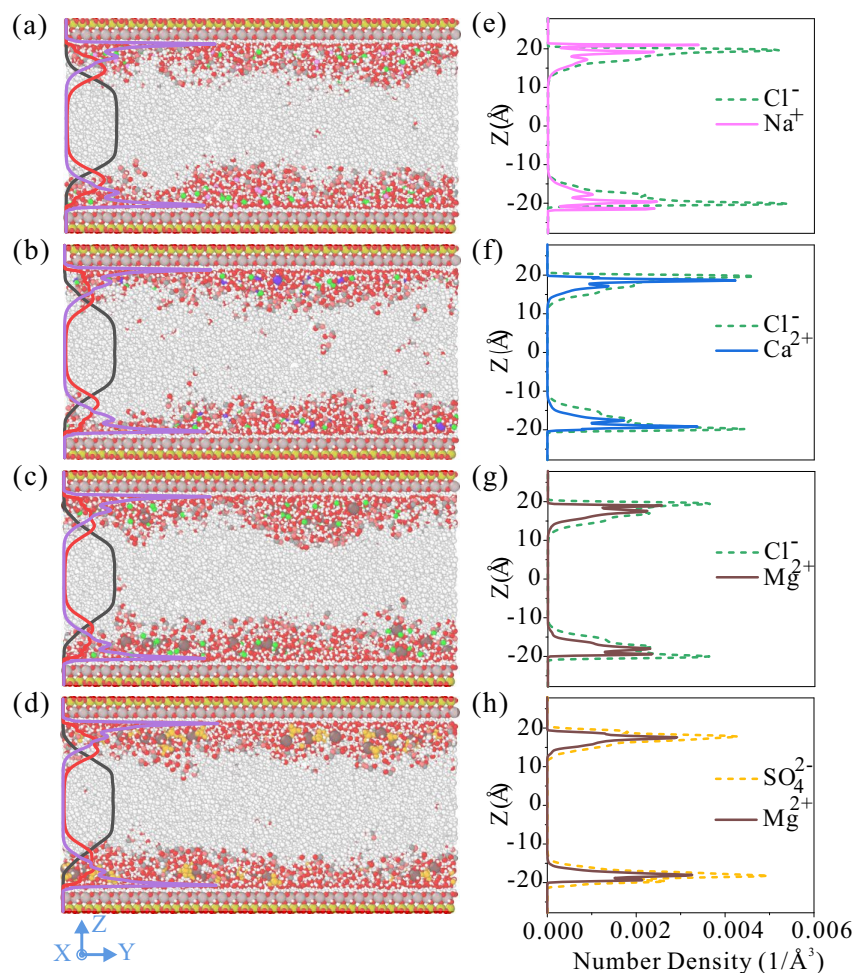 (a)
(b)
(c)
(d)
Z
X
Y
(e)
20
10
0
-10
-20
Z(Å)
Cl⁻
Na⁺
(f)
20
10
0
-10
-20
Z(Å)
Cl⁻
Ca²⁺
(g)
20
10
0
-10
-20
Z(Å)
Cl⁻
Mg²⁺
(h)
20
10
0
-10
-20
Z(Å)
SO₄²⁻
Mg²⁺
0.000 0.002 0.004 0.006
Number Density (1/Å³)